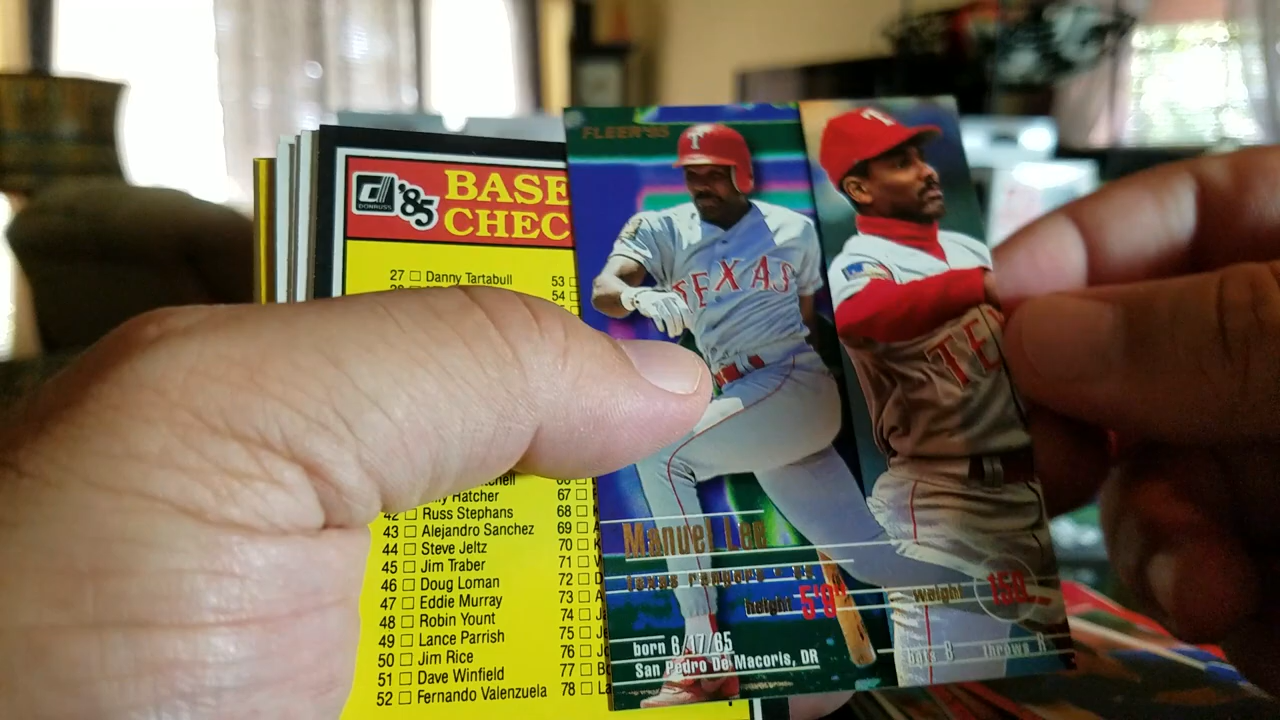 DONRUSS
'85
BASE
CHEC
27 Danny Tartabull
y Hatcher
42 Russ Stephans
43 Alejandro Sanchez
44 Steve Jeltz
45 Jim Traber
46 Doug Loman
47 Eddie Murray
48 Robin Yount
49 Lance Parrish
50 Jim Rice
51 Dave Winfield
52 Fernando Valenzuela
53
54
67
68
69
70
71
72
73
74
75
76
77
78 La
FLEER'95
T
TEXAS
Manuel Lee
Texas Rangers
height 5'9"
born 6/17/65
San Pedro De Macoris, DR
T
TE
weight 159
bats B throws R